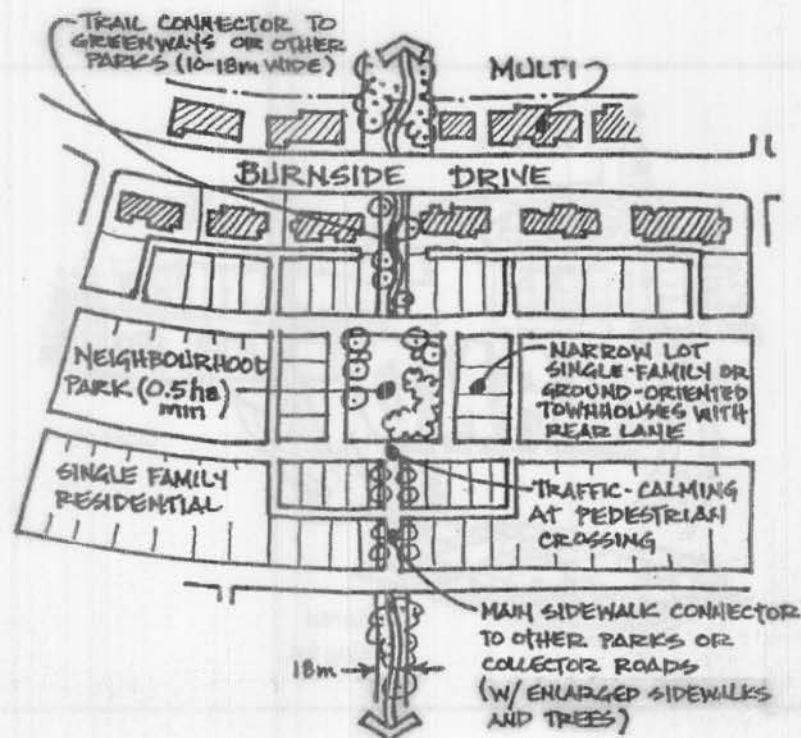 TRAIL CONNECTOR TO
GREENWAYS OR OTHER
PARKS (10-18m WIDE)
MULTI
BURNSIDE DRIVE
NEIGHBOURHOOD
PARK (0.5 ha
min)
NARROW LOT
SINGLE-FAMILY OR
GROUND-ORIENTED
TOWNHOUSES WITH
REAR LANE
SINGLE FAMILY
RESIDENTIAL
TRAFFIC-CALMING
AT PEDESTRIAN
CROSSING
MAIN SIDEWALK CONNECTOR
TO OTHER PARKS OR
COLLECTOR ROADS
(W/ ENLARGED SIDEWALKS
AND TREES)
18m